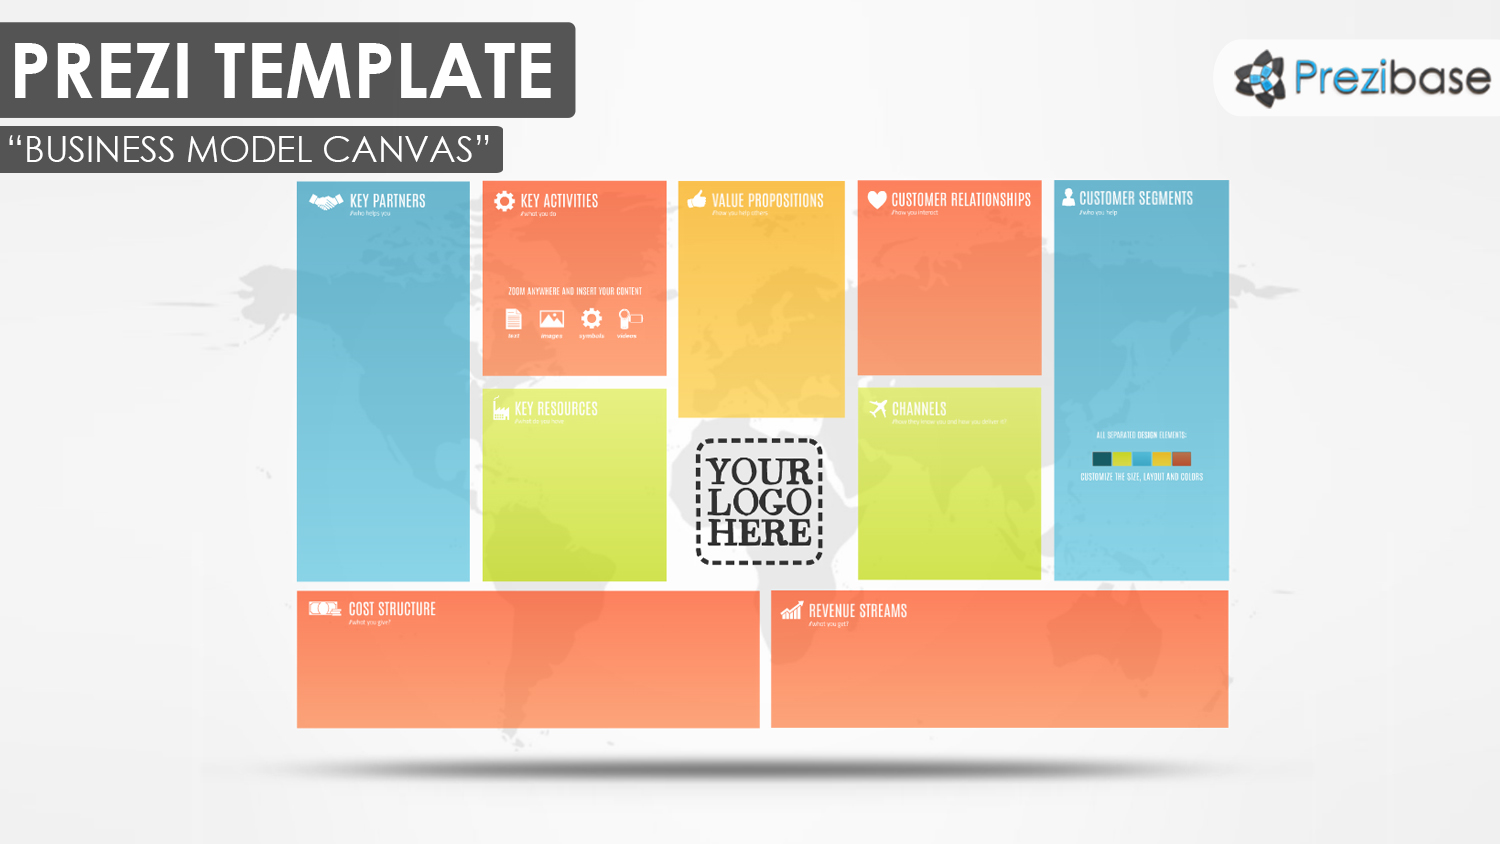 PREZI TEMPLATE
Prezibase
“BUSINESS MODEL CANVAS”
KEY PARTNERS
//who helps you
KEY ACTIVITIES
//what you do
ZOOM ANYWHERE AND INSERT YOUR CONTENT
text images symbols videos
VALUE PROPOSITIONS
//how you help others
CUSTOMER RELATIONSHIPS
//how you interact
CUSTOMER SEGMENTS
//who you help
ALL SEPARATED DESIGN ELEMENTS:
CUSTOMIZE THE SIZE, LAYOUT AND COLORS
KEY RESOURCES
//what do you have
YOUR
LOGO
HERE
CHANNELS
COST STRUCTURE
//what you give?
REVENUE STREAMS
//what you get?